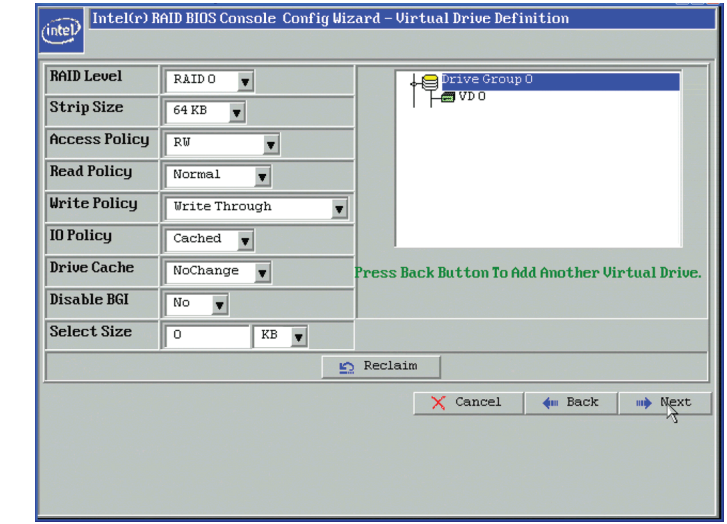 intel
Intel(r) RAID BIOS Console Config Wizard – Virtual Drive Definition
RAID Level RAID 0
Strip Size 64 KB
Access Policy RW
Read Policy Normal
Write Policy Write Through
IO Policy Cached
Drive Cache NoChange
Disable BGI No
Select Size 0 KB
Drive Group 0
VD 0
Press Back Button To Add Another Virtual Drive.
Reclaim
Cancel Back Next